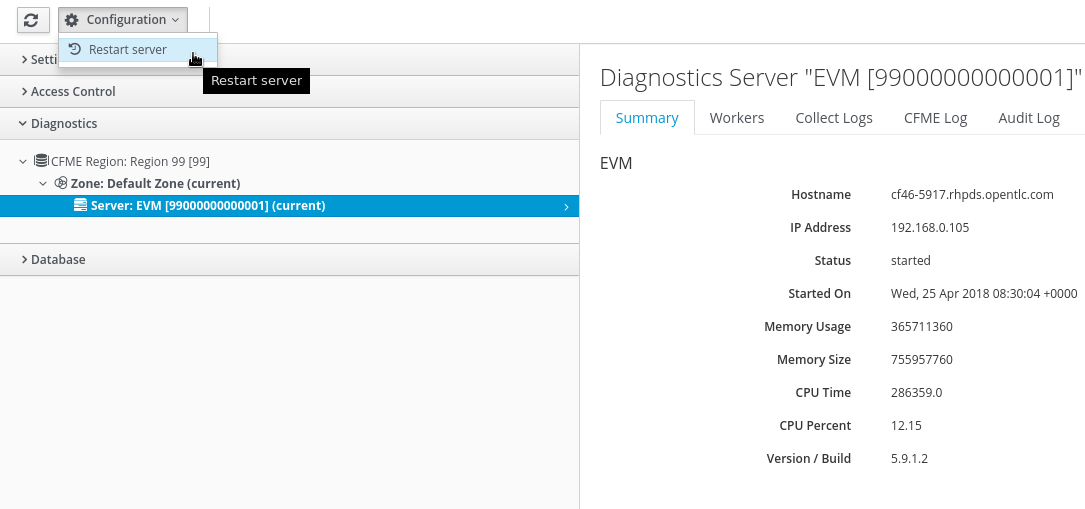 Configuration
Restart server
Restart server
Setti
Access Control
Diagnostics
CFME Region: Region 99 [99]
Zone: Default Zone (current)
Server: EVM [99000000000001] (current)
Database
Diagnostics Server "EVM [99000000000001]"
Summary Workers Collect Logs CFME Log Audit Log
EVM
Hostname cf46-5917.rhpds.opentlc.com
IP Address 192.168.0.105
Status started
Started On Wed, 25 Apr 2018 08:30:04 +0000
Memory Usage 365711360
Memory Size 755957760
CPU Time 286359.0
CPU Percent 12.15
Version / Build 5.9.1.2